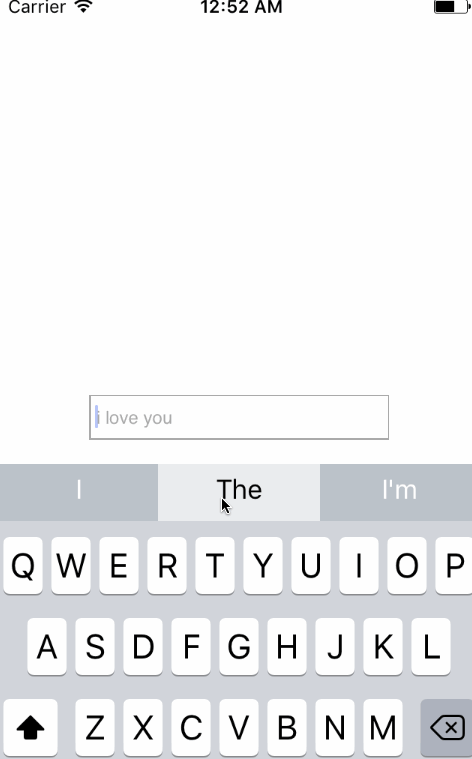 Carrier 12:52 AM
i love you
I The I'm
Q W E R T Y U I O P
A S D F G H J K L
Z X C V B N M